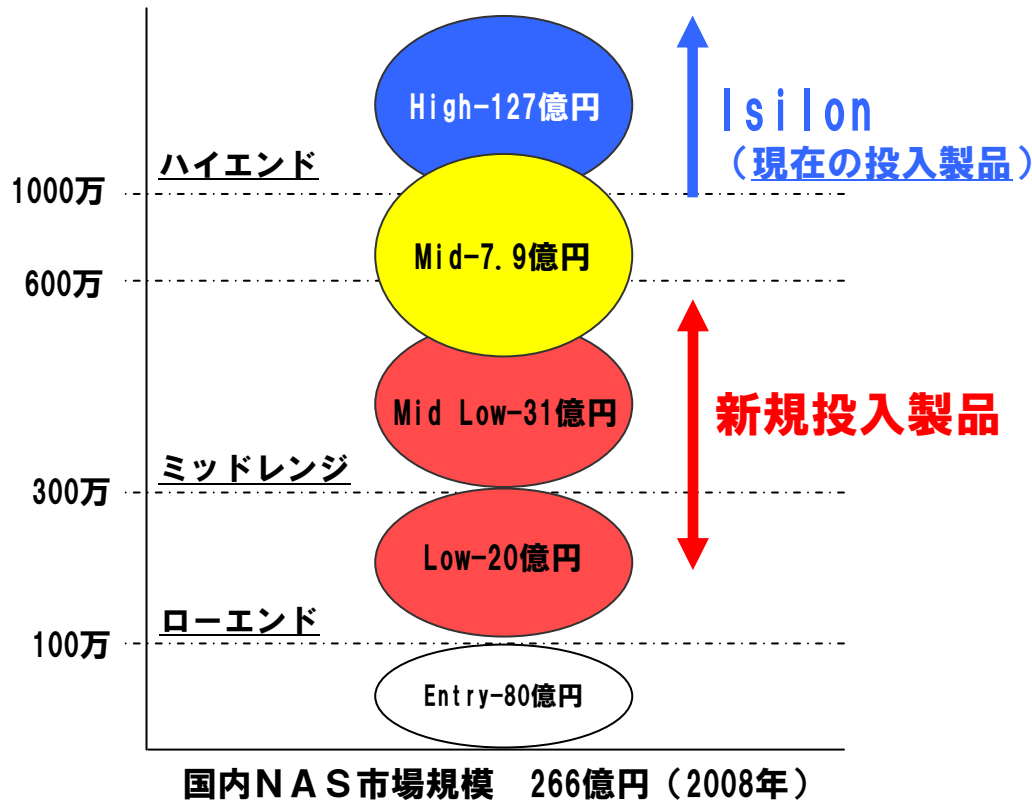 High-127億円
Isilon
（現在の投入製品）
ハイエンド
1000万
Mid-7.9億円
600万
Mid Low-31億円
新規投入製品
ミッドレンジ
300万
Low-20億円
ローエンド
100万
Entry-80億円
国内ＮＡＳ市場規模　266億円（2008年）